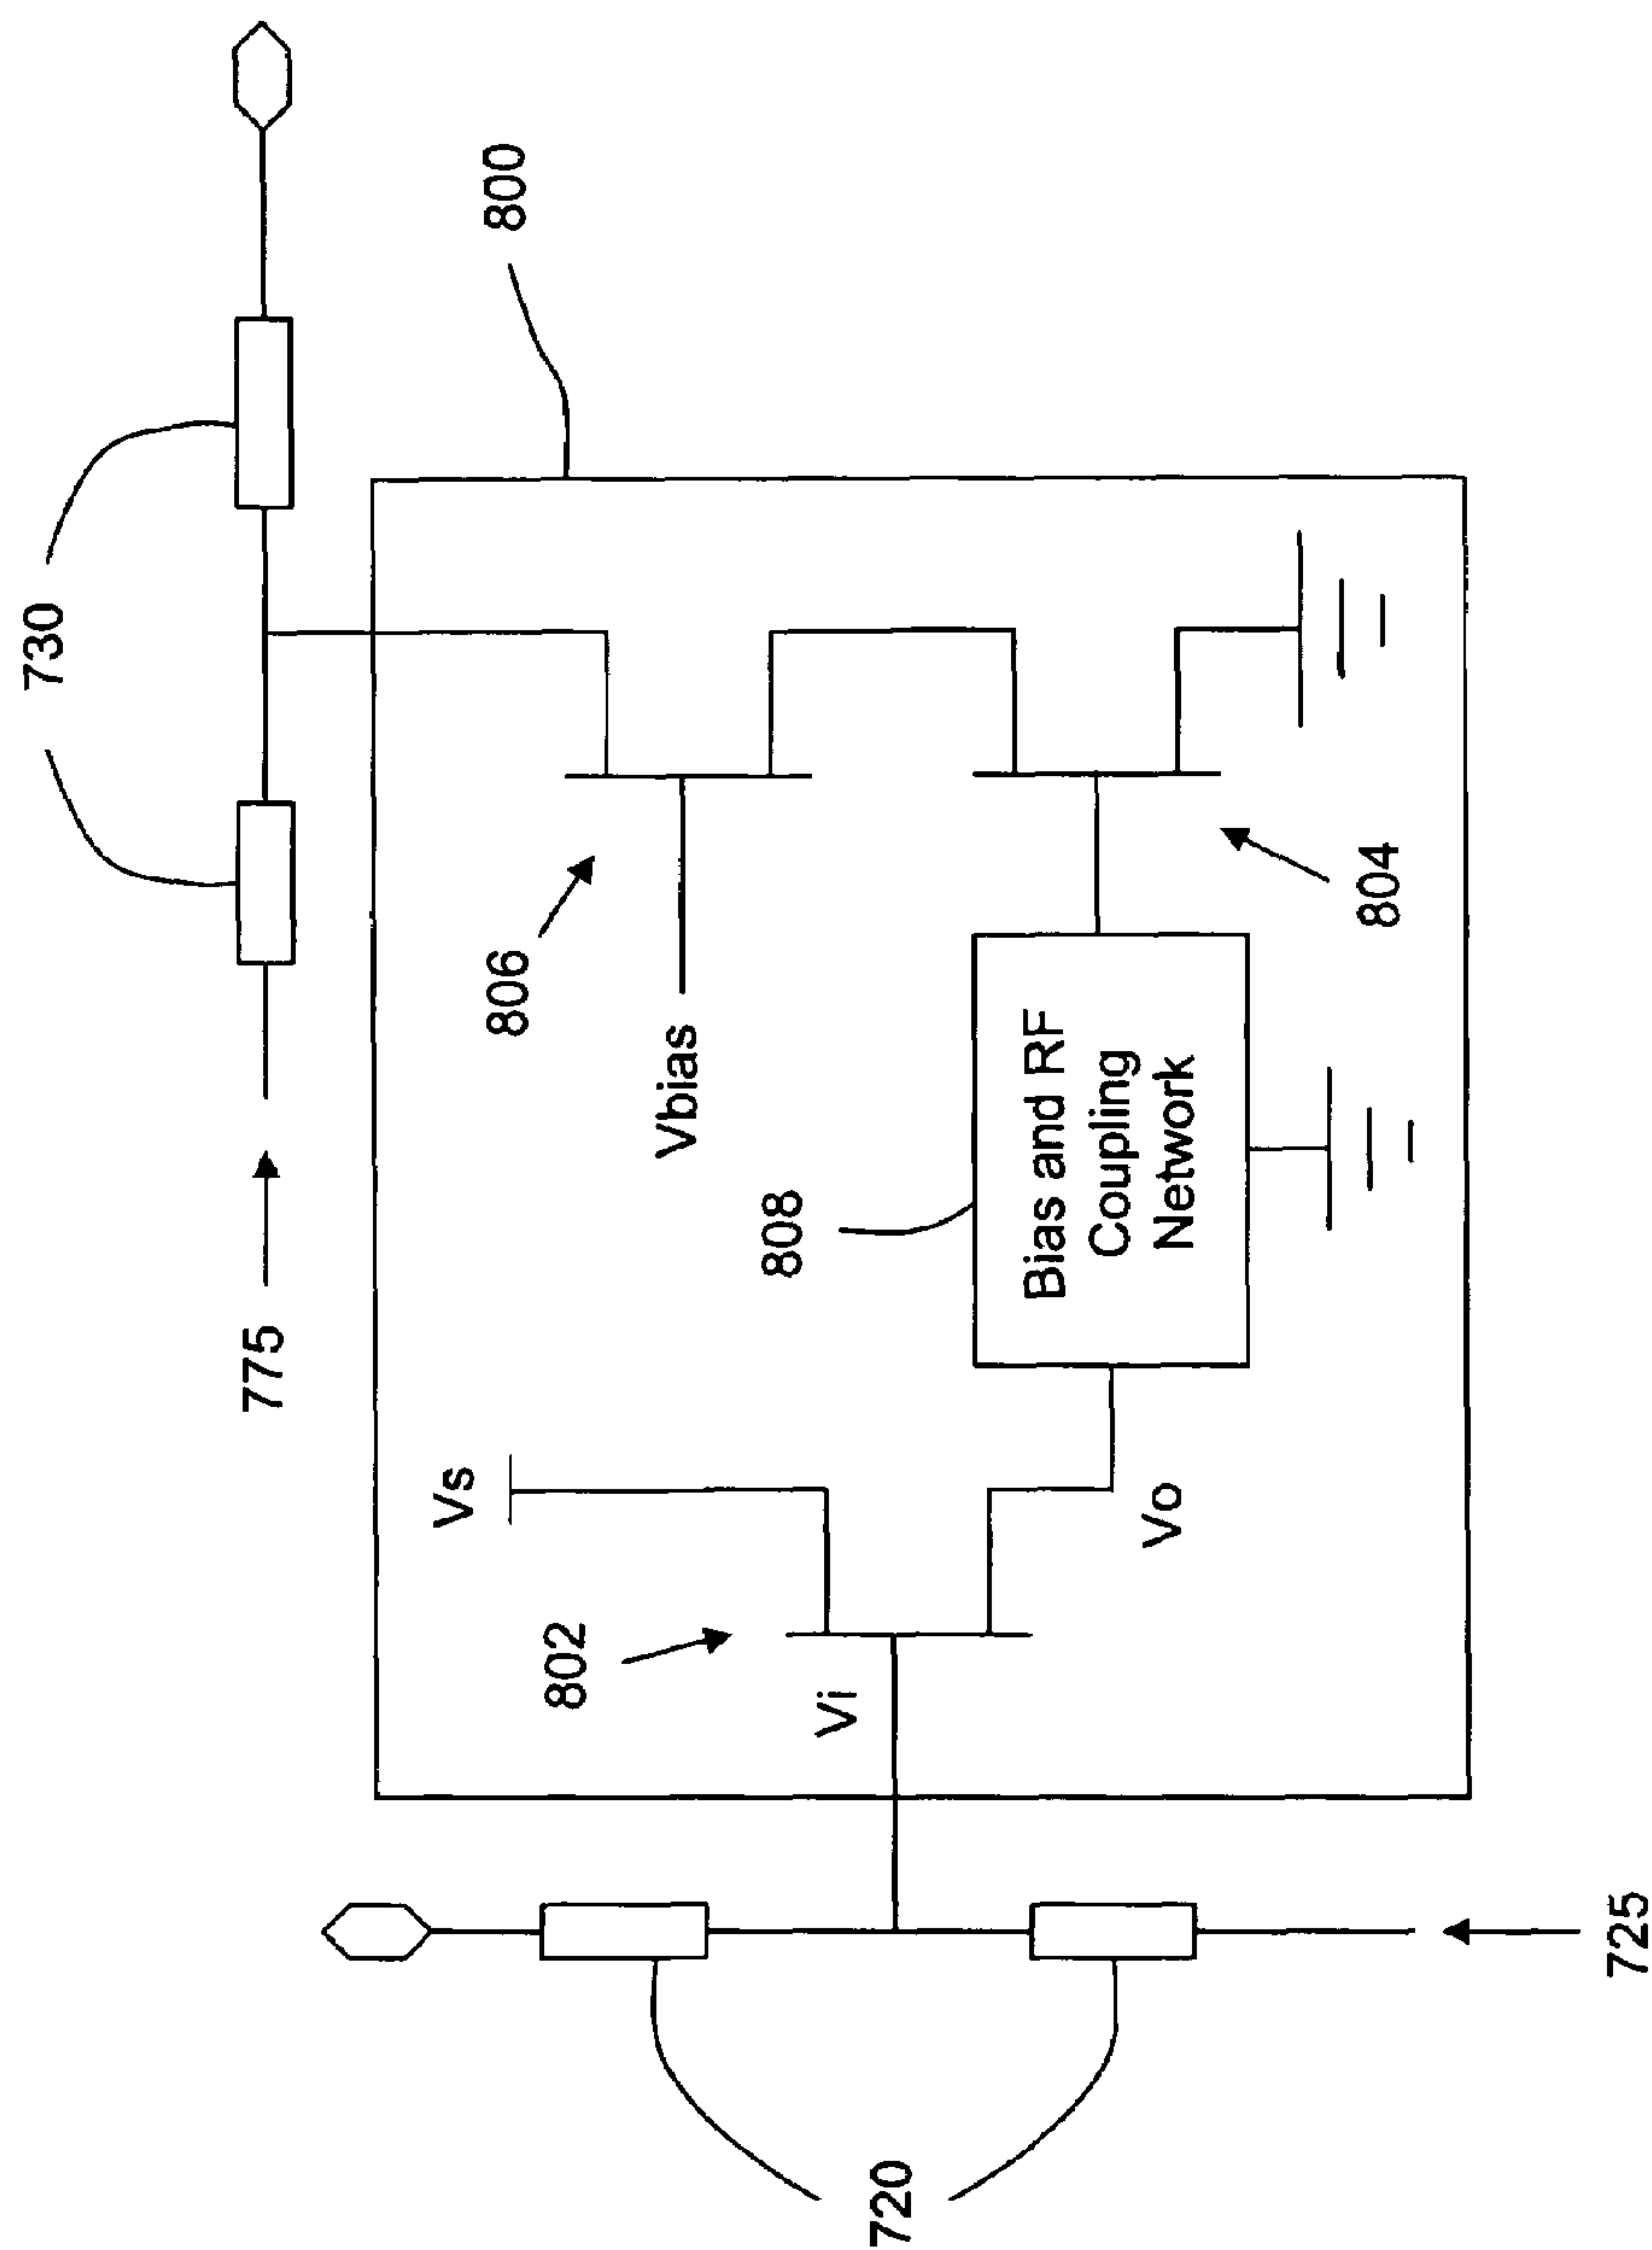 730
775
800
Vs
806
802
Vbias
808
Vi
720
Bias and RF
Coupling
Network
Vo
804
725